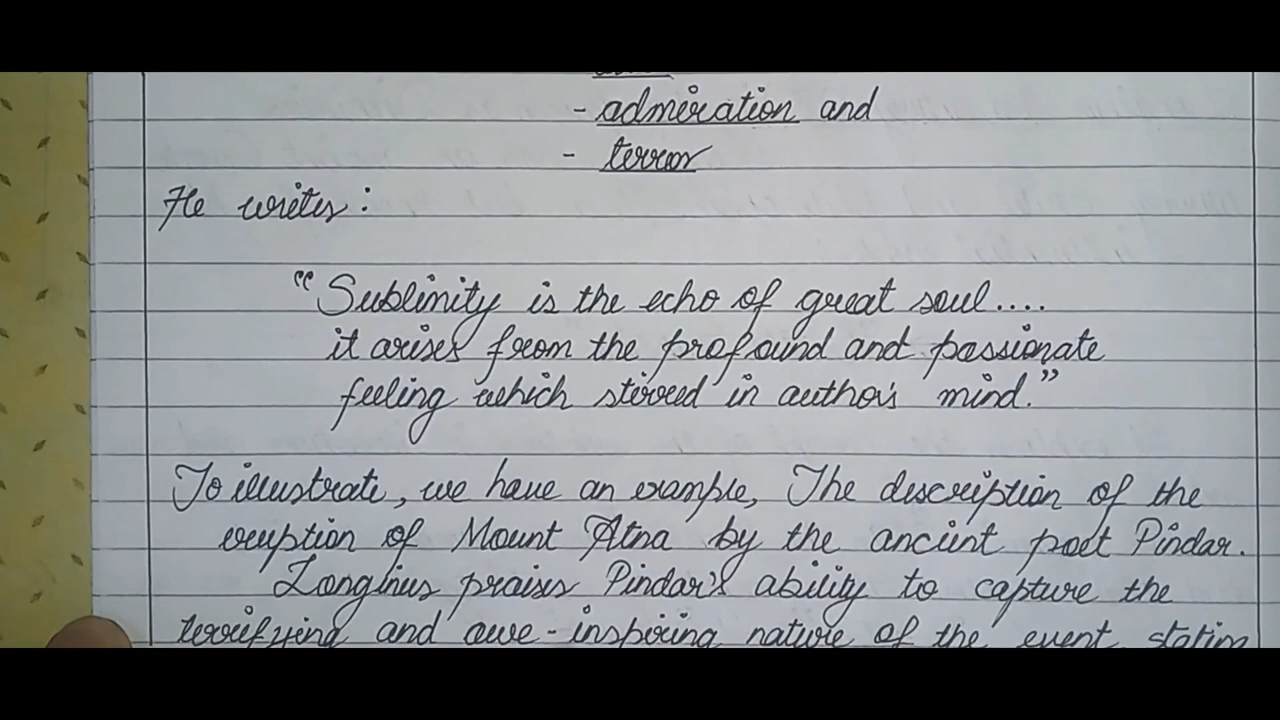 - admiration and
- terror
He writes:
“Sublimity is the echo of great soul....
it arises from the profound and passionate
feeling which stirred in author's mind.”
To illustrate, we have an example, The description of the
eruption of Mount Atna by the ancient poet Pindar.
Longinus praises Pindar's ability to capture the
terrifying and awe-inspiring nature of the event